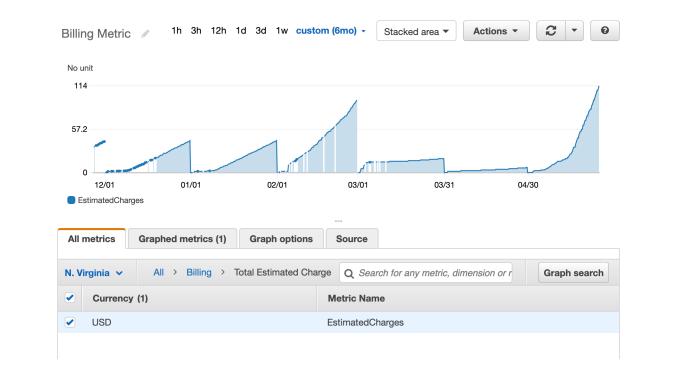 Billing Metric
1h 3h 12h 1d 3d 1w custom (6mo)
Stacked area
Actions
No unit
114
57.2
0
12/01 01/01 02/01 03/01 03/31 04/30
EstimatedCharges
All metrics
Graphed metrics (1)
Graph options
Source
N. Virginia
All > Billing > Total Estimated Charge
Search for any metric, dimension or r
Graph search
Currency (1) Metric Name
USD EstimatedCharges